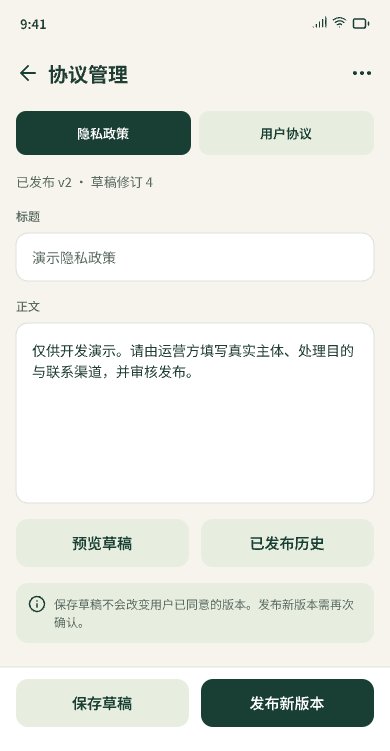 9:41
协议管理
隐私政策
用户协议
已发布 v2 · 草稿修订 4
标题
演示隐私政策
正文
仅供开发演示。请由运营方填写真实主体、处理目的
与联系渠道，并审核发布。
预览草稿
已发布历史
保存草稿不会改变用户已同意的版本。发布新版本需再次
确认。
保存草稿
发布新版本